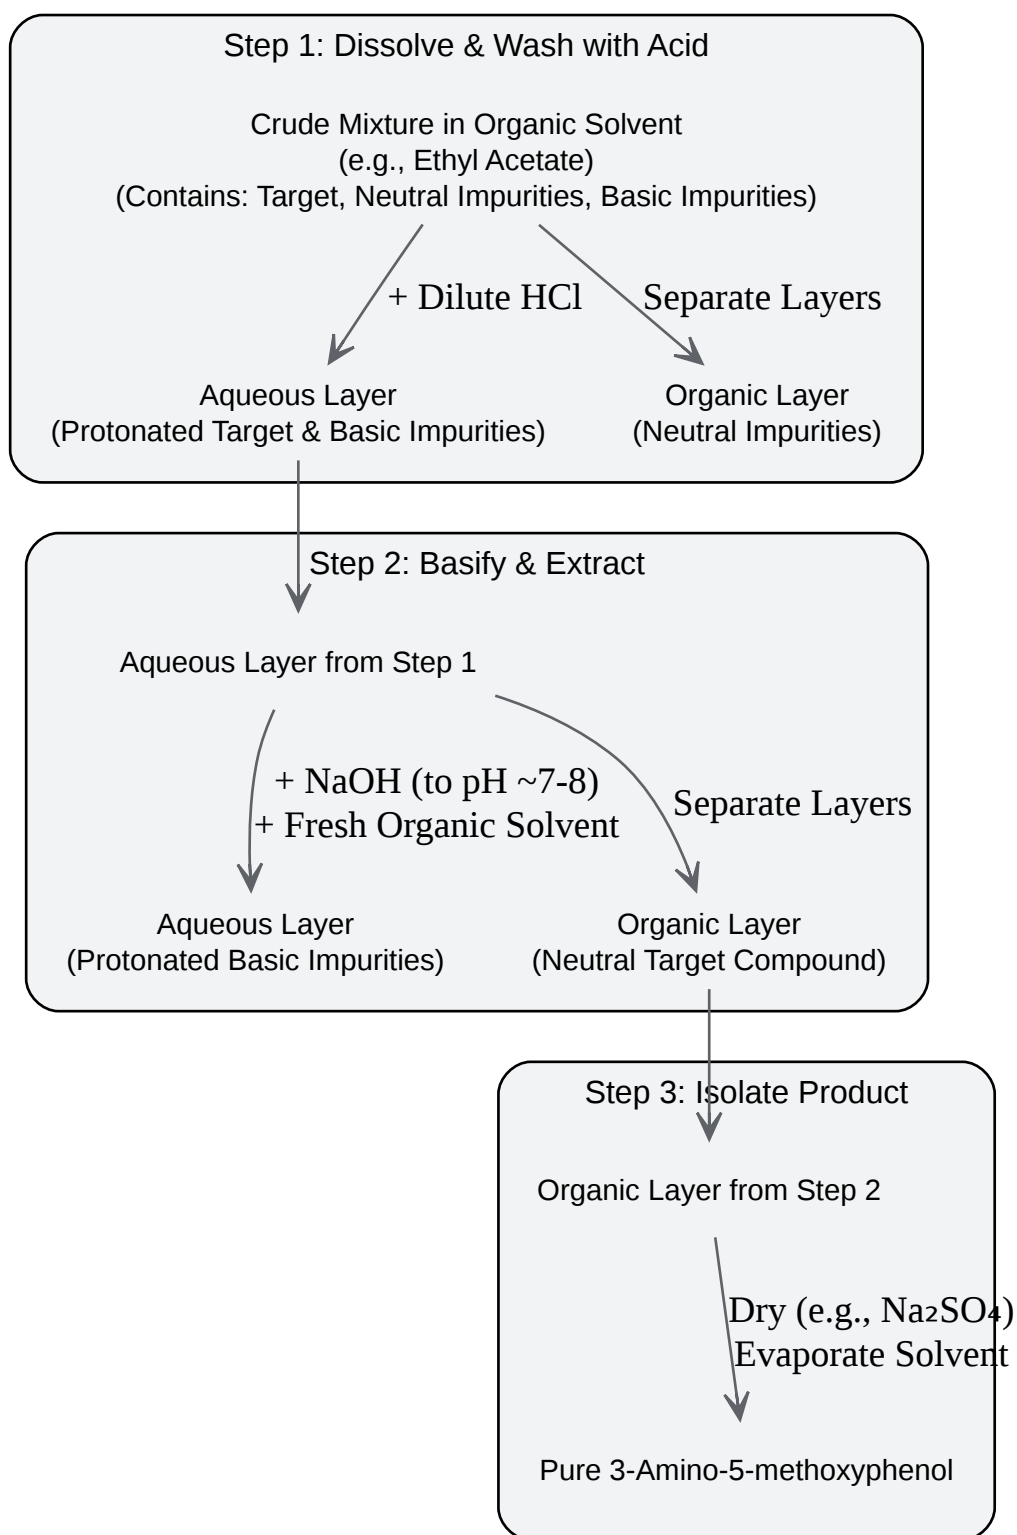 Step 1: Dissolve & Wash with Acid
Crude Mixture in Organic Solvent
(e.g., Ethyl Acetate)
(Contains: Target, Neutral Impurities, Basic Impurities)
+ Dilute HCl
Separate Layers
Aqueous Layer
(Protonated Target & Basic Impurities)
Organic Layer
(Neutral Impurities)
Step 2: Basify & Extract
Aqueous Layer from Step 1
+ NaOH (to pH ~7-8)
+ Fresh Organic Solvent
Separate Layers
Aqueous Layer
(Protonated Basic Impurities)
Organic Layer
(Neutral Target Compound)
Step 3: Isolate Product
Organic Layer from Step 2
Dry (e.g., Na₂SO₄)
Evaporate Solvent
Pure 3-Amino-5-methoxyphenol